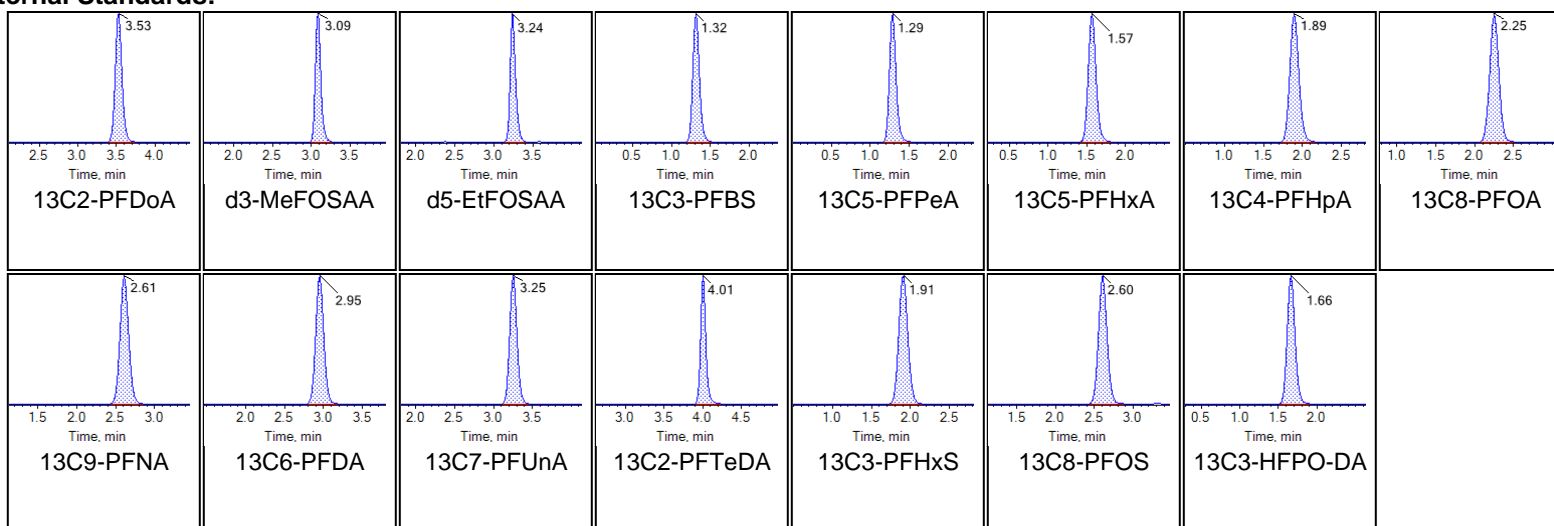 ternal Standards:
3.53 3.09 3.24 1.32 1.29 1.57 1.89 2.25
2.5 3.0 3.5 4.0 2.0 2.5 3.0 3.5 2.0 2.5 3.0 3.5 0.5 1.0 1.5 2.0 0.5 1.0 1.5 2.0 0.5 1.0 1.5 2.0 1.0 1.5 2.0 2.5 1.0 1.5 2.0 2.5
Time, min Time, min Time, min Time, min Time, min Time, min Time, min Time, min
13C2-PFDoA d3-MeFOSAA d5-EtFOSAA 13C3-PFBS 13C5-PFPeA 13C5-PFHxA 13C4-PFHpA 13C8-PFOA
2.61 2.95 3.25 4.01 1.91 2.60 1.66
1.5 2.0 2.5 3.0 2.0 2.5 3.0 3.5 2.0 2.5 3.0 3.5 3.0 3.5 4.0 4.5 1.0 1.5 2.0 2.5 1.5 2.0 2.5 3.0 0.5 1.0 1.5 2.0
Time, min Time, min Time, min Time, min Time, min Time, min Time, min
13C9-PFNA 13C6-PFDA 13C7-PFUnA 13C2-PFTeDA 13C3-PFHxS 13C8-PFOS 13C3-HFPO-DA